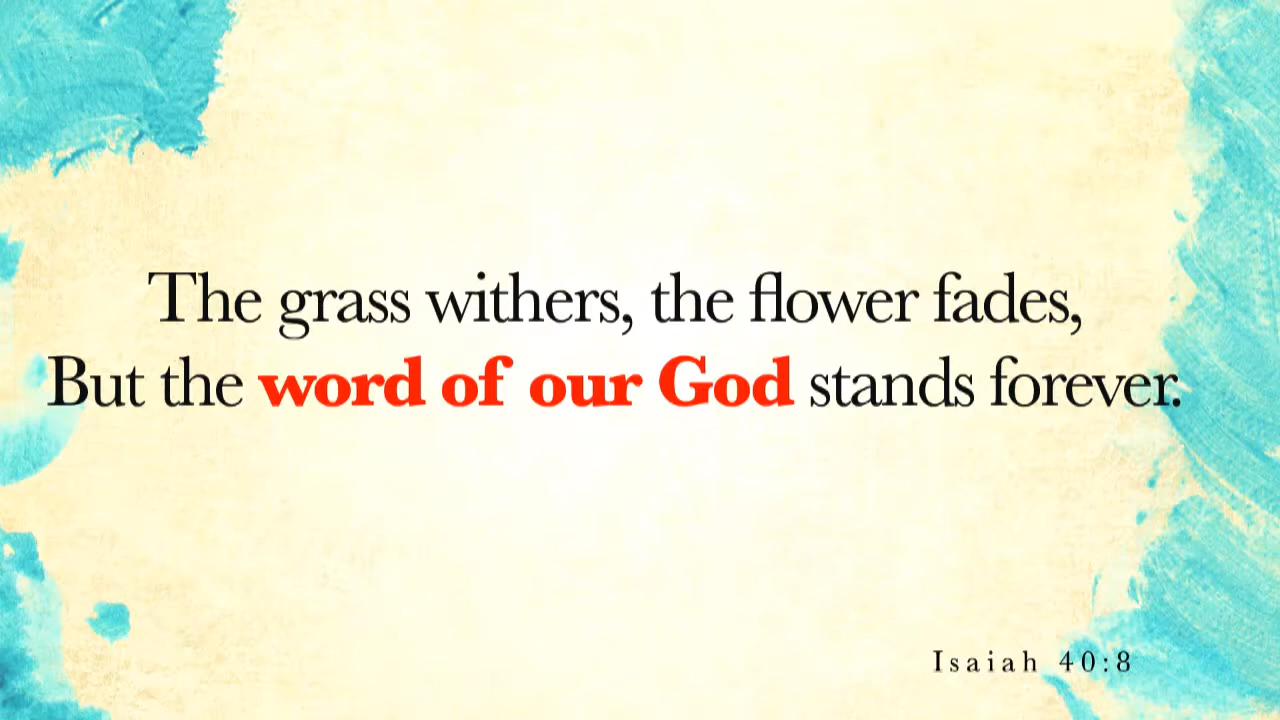 The grass withers, the flower fades,
But the word of our God stands forever.
Isaiah 40:8